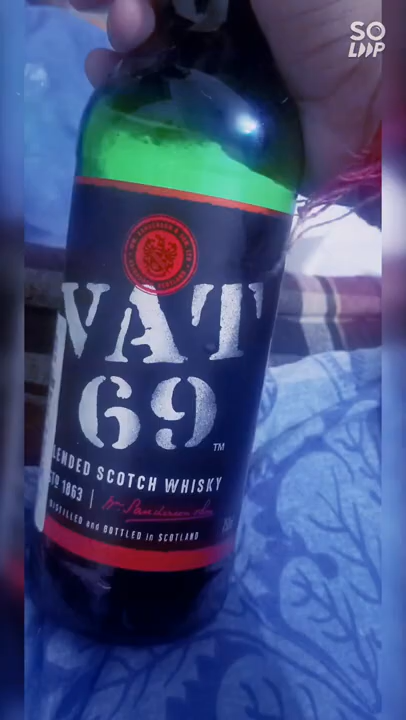 SO
LOOP
VAT
69
TM
LENDED SCOTCH WHISKY
1863
DISTILLED and BOTTLED in SCOTLAND